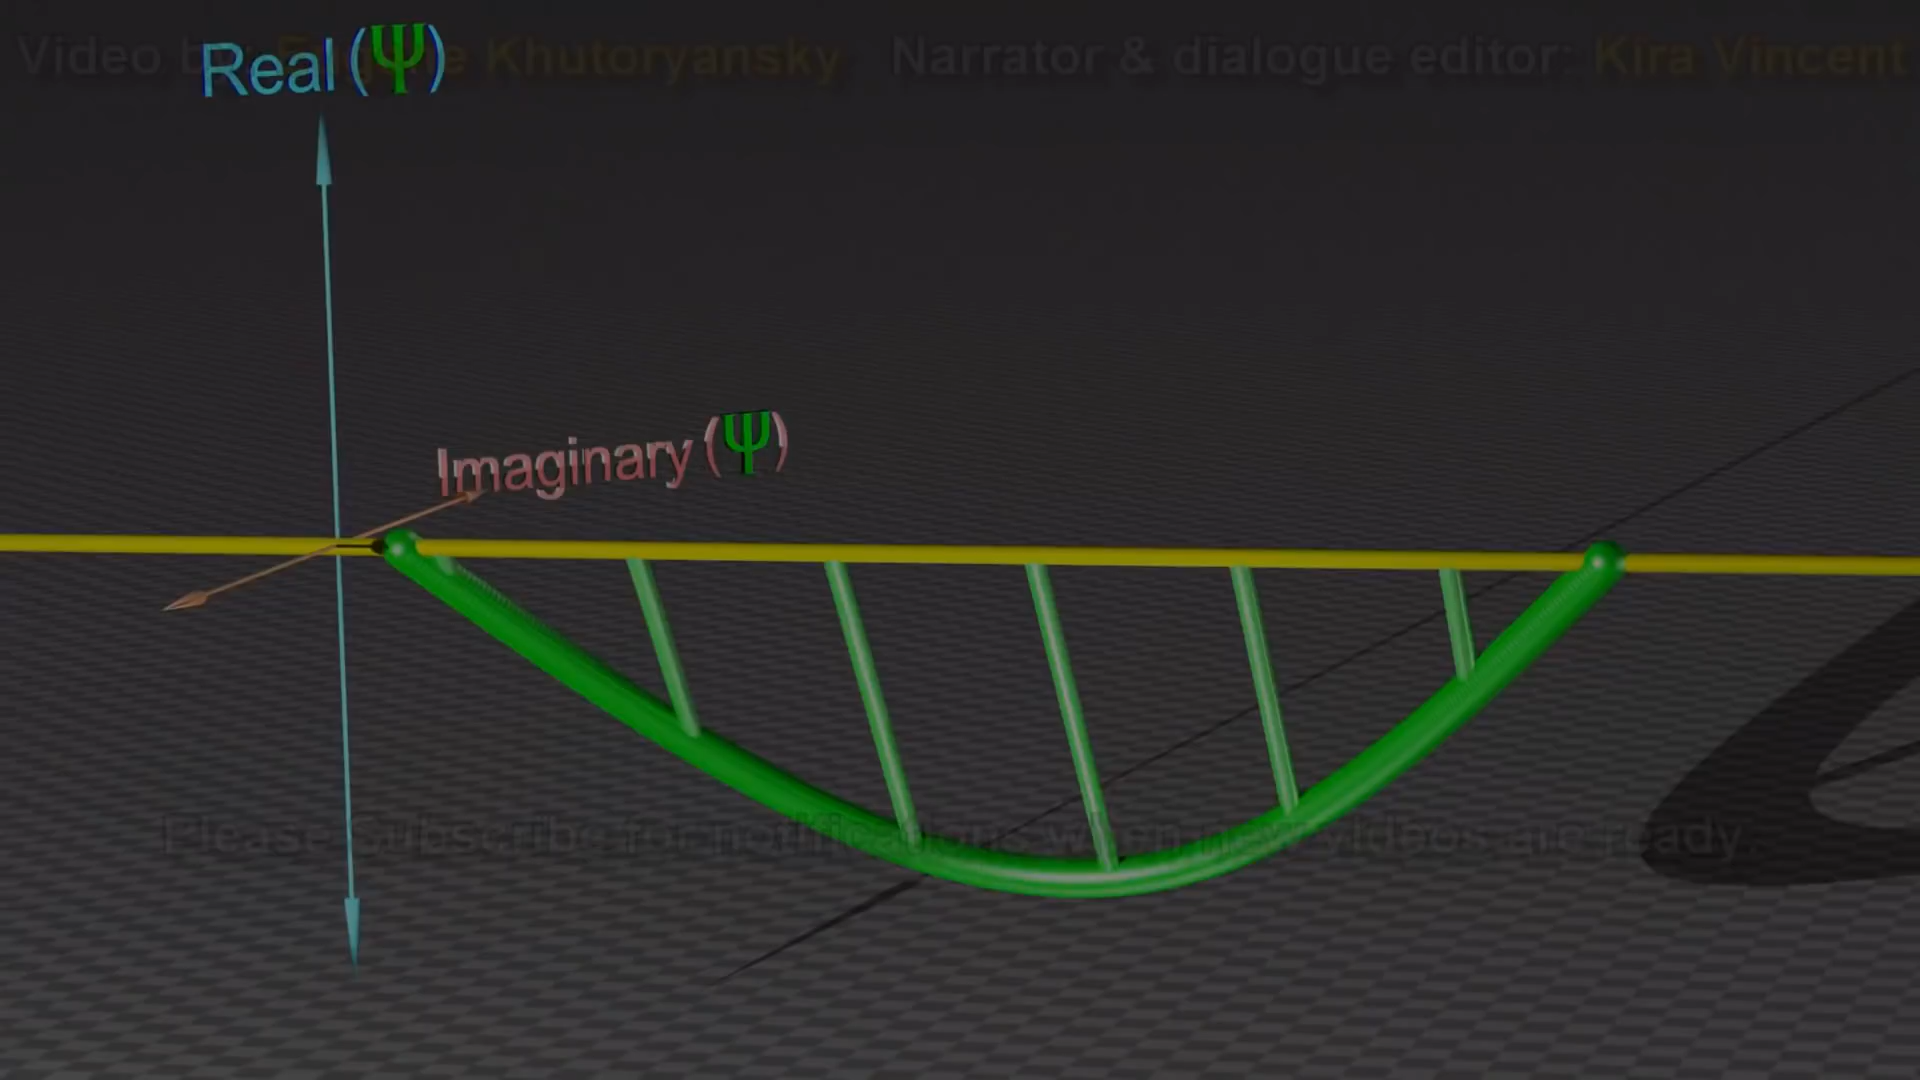 Video by Eugene Khutoryansky Narrator & dialogue editor: Kira Vincent
Real (Ψ)
Imaginary (Ψ)
Please Subscribe for notifications when new videos are ready.